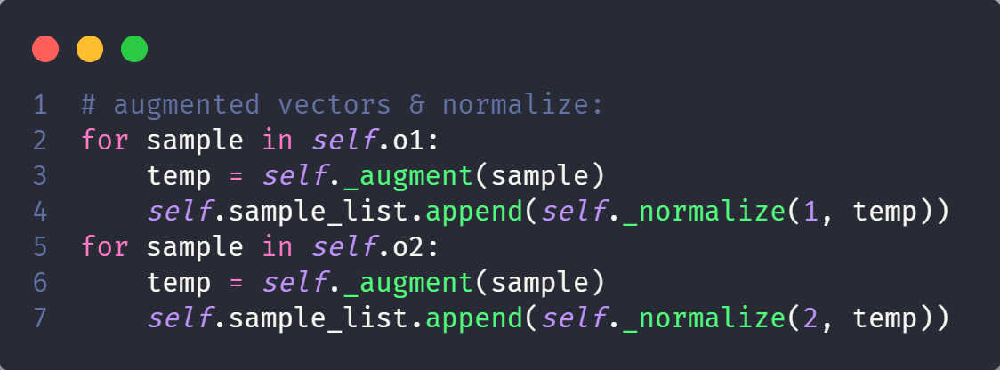 1 # augmented vectors & normalize:
2 for sample in self.o1:
3     temp = self._augment(sample)
4     self.sample_list.append(self._normalize(1, temp))
5 for sample in self.o2:
6     temp = self._augment(sample)
7     self.sample_list.append(self._normalize(2, temp))